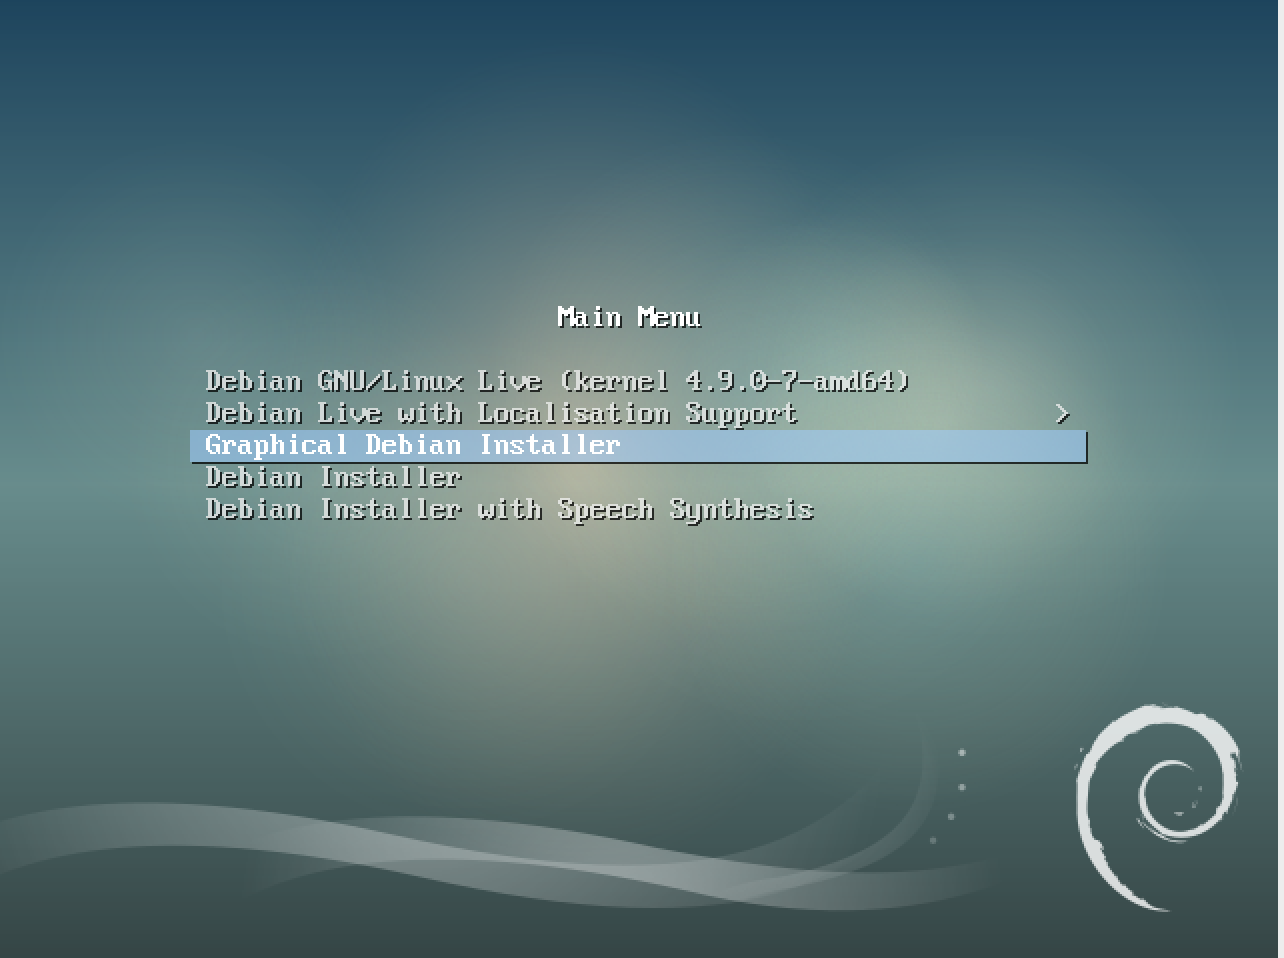 Main Menu
Debian GNU/Linux Live (kernel 4.9.0-7-amd64)
Debian Live with Localisation Support >
Graphical Debian Installer
Debian Installer
Debian Installer with Speech Synthesis